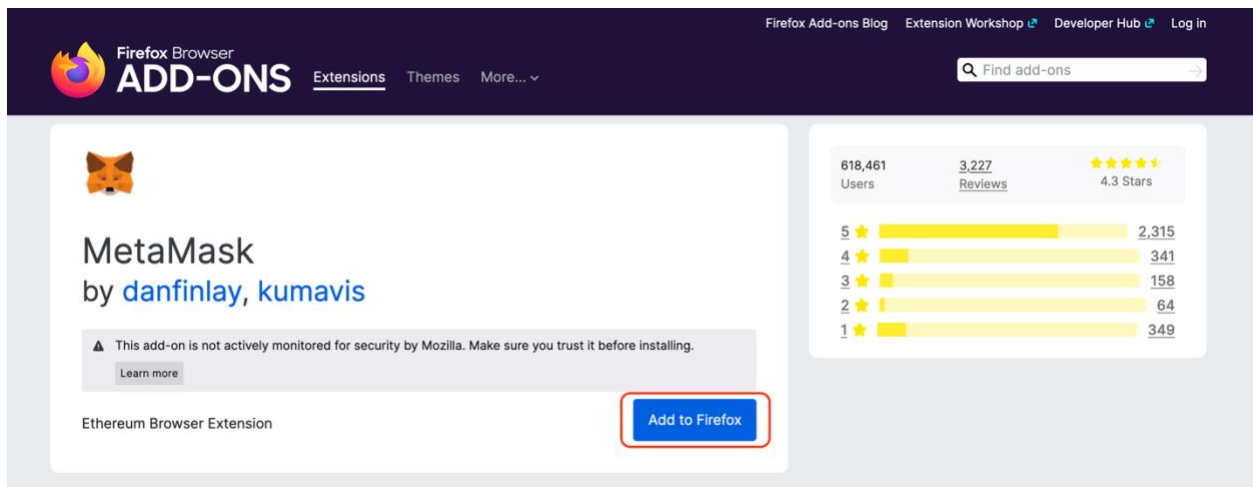 Firefox Add-ons Blog Extension Workshop Developer Hub Log in
Firefox Browser
ADD-ONS Extensions Themes More...
Find add-ons
MetaMask
by danfinlay, kumavis
This add-on is not actively monitored for security by Mozilla. Make sure you trust it before installing.
Learn more
Ethereum Browser Extension
Add to Firefox
618,461 3,227
Users Reviews 4.3 Stars
5 2,315
4 341
3 158
2 64
1 349